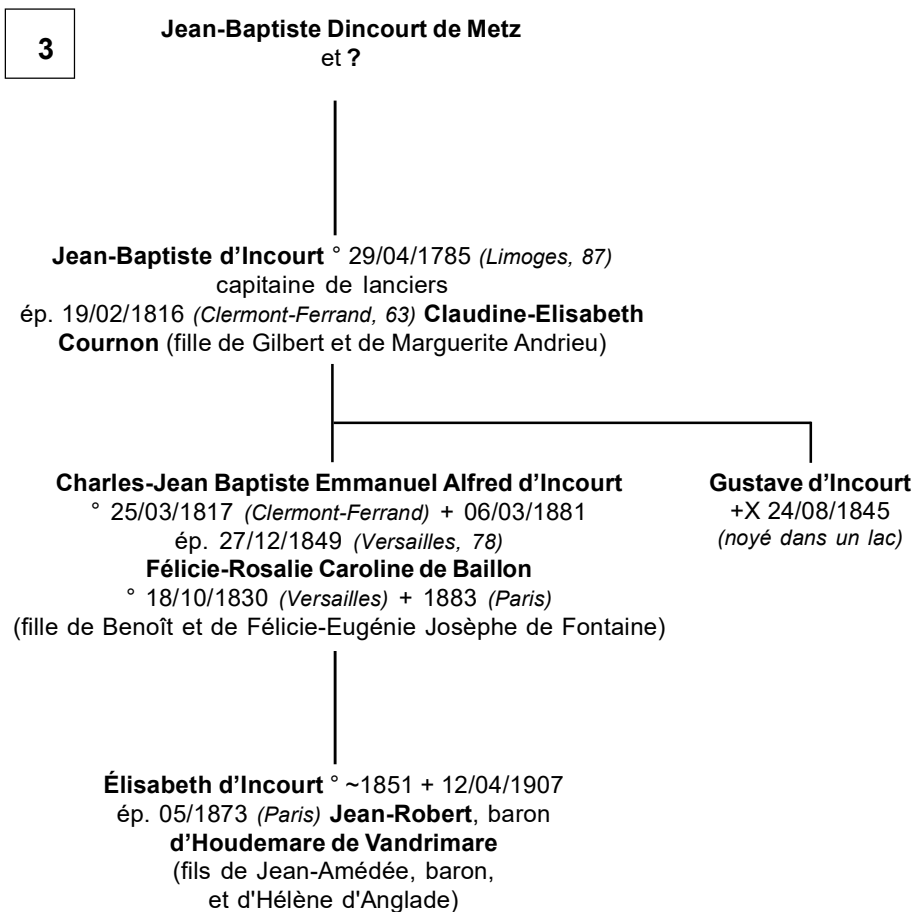 3
Jean-Baptiste Dincourt de Metz
et ?
Jean-Baptiste d’Incourt ° 29/04/1785 (Limoges, 87)
capitaine de lanciers
ép. 19/02/1816 (Clermont-Ferrand, 63) Claudine-Elisabeth
Cournon (fille de Gilbert et de Marguerite Andrieu)
Charles-Jean Baptiste Emmanuel Alfred d’Incourt
° 25/03/1817 (Clermont-Ferrand) + 06/03/1881
ép. 27/12/1849 (Versailles, 78)
Félicie-Rosalie Caroline de Baillon
° 18/10/1830 (Versailles) + 1883 (Paris)
(fille de Benoît et de Félicie-Eugénie Josèphe de Fontaine)
Gustave d’Incourt
+X 24/08/1845
(noyé dans un lac)
Élisabeth d’Incourt ° ~1851 + 12/04/1907
ép. 05/1873 (Paris) Jean-Robert, baron
d’Houdemare de Vandrimare
(fils de Jean-Amédée, baron,
et d'Hélène d'Anglade)